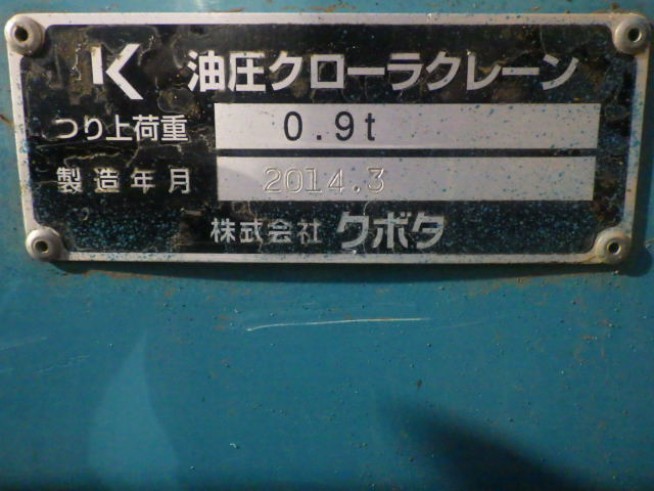 K 油圧クローラクレーン
つり上荷重 0.9t
製造年月 2014.3
株式会社 クボタ